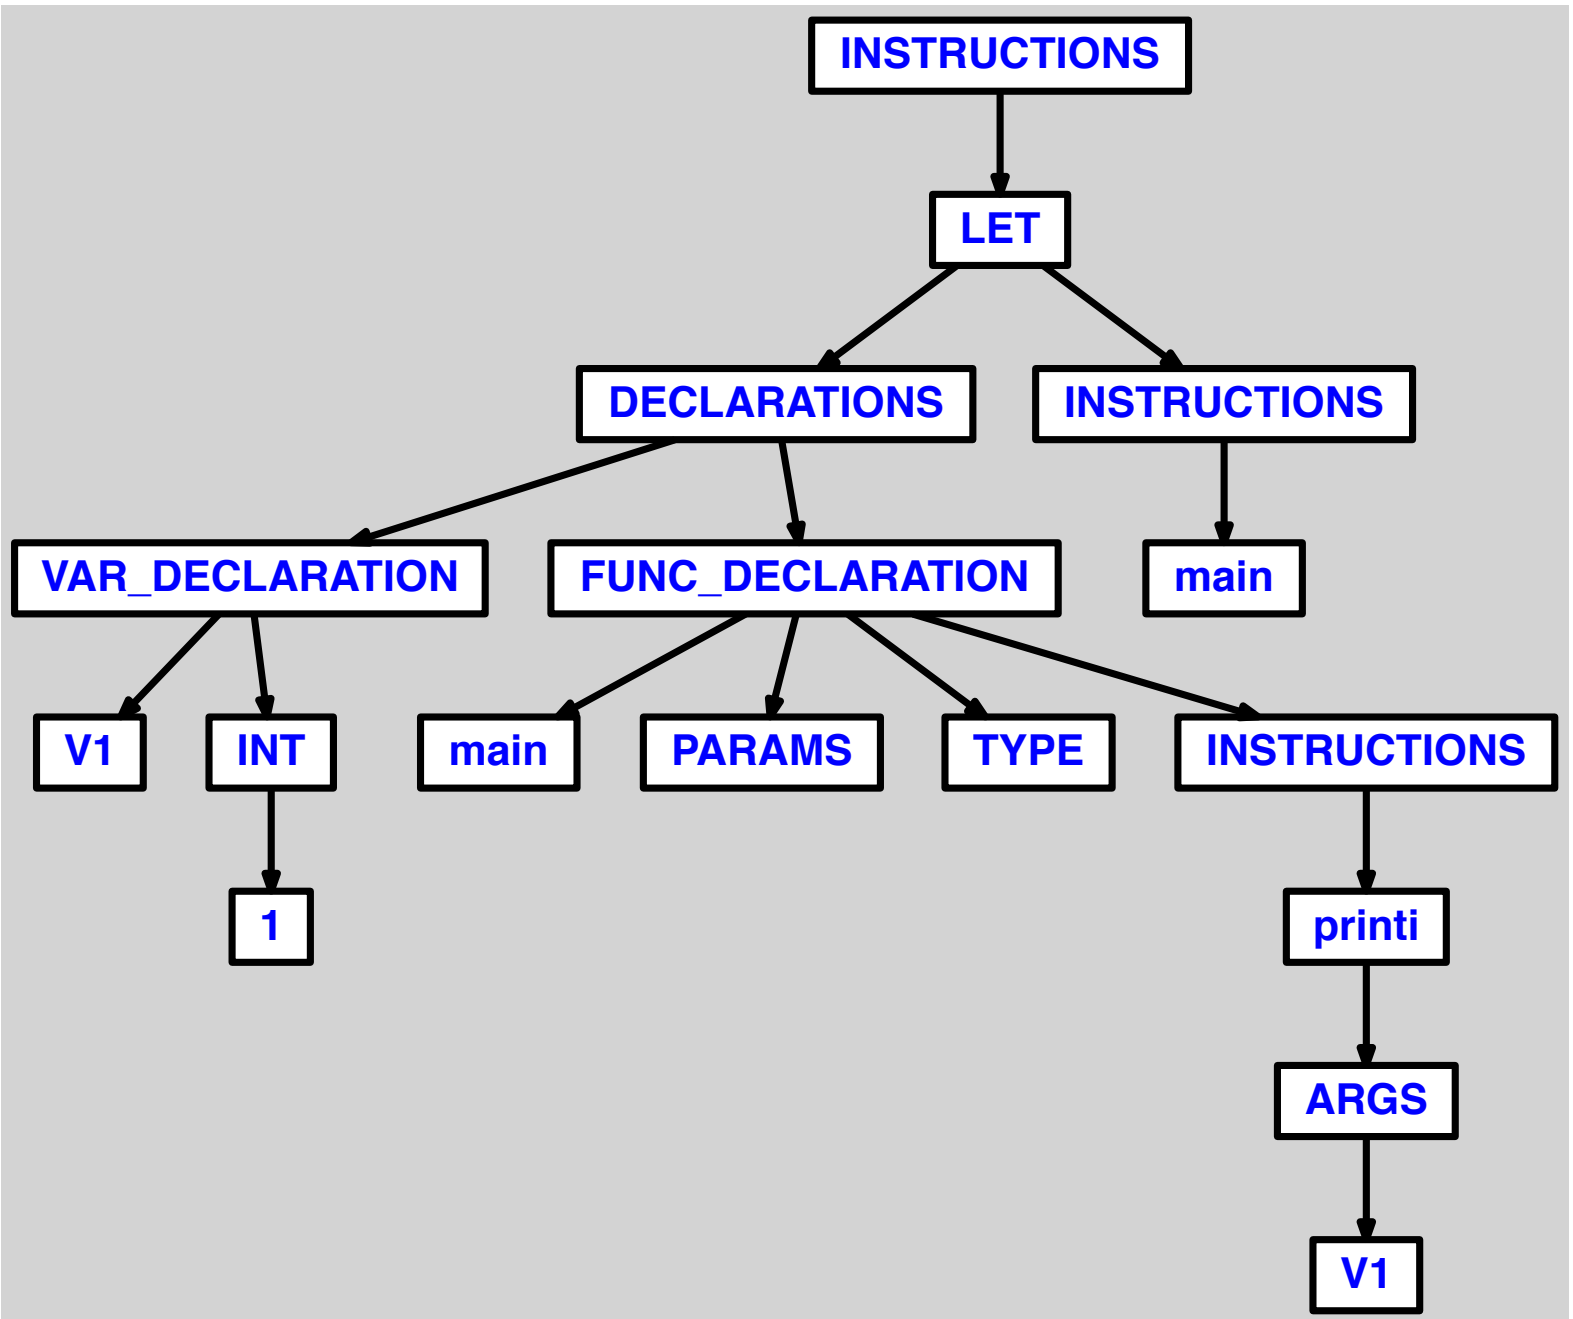 INSTRUCTIONS
LET
DECLARATIONS
INSTRUCTIONS
VAR_DECLARATION
FUNC_DECLARATION
main
V1
INT
main
PARAMS
TYPE
INSTRUCTIONS
1
printi
ARGS
V1